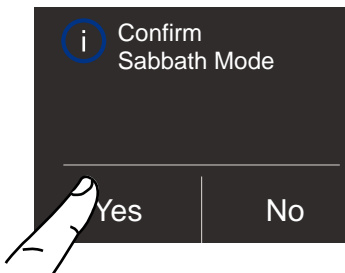 i Confirm
Sabbath Mode
Yes No